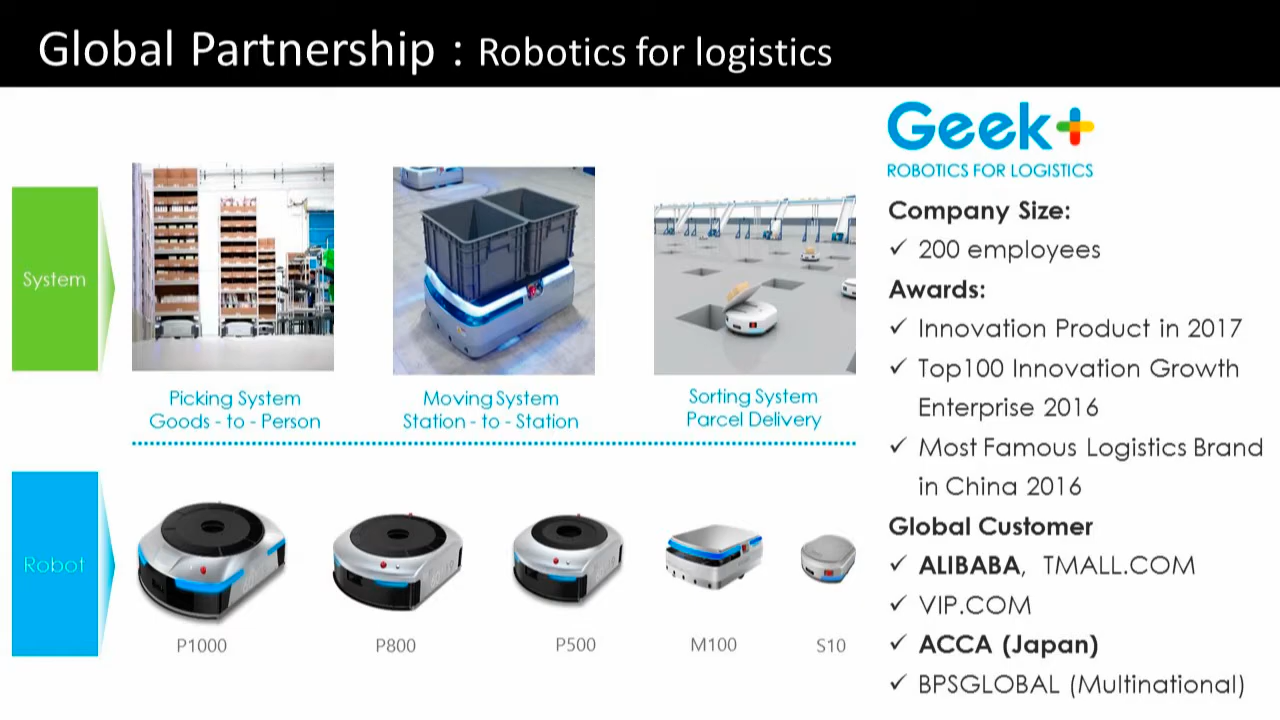 Global Partnership : Robotics for logistics
System
Picking System
Goods - to - Person
Moving System
Station - to - Station
Sorting System
Parcel Delivery
Robot
P1000
P800
P500
M100
S10
Geek+
ROBOTICS FOR LOGISTICS
Company Size:
✓ 200 employees
Awards:
✓ Innovation Product in 2017
✓ Top100 Innovation Growth
Enterprise 2016
✓ Most Famous Logistics Brand
in China 2016
Global Customer
✓ ALIBABA, TMALL.COM
✓ VIP.COM
✓ ACCA (Japan)
✓ BPSGLOBAL (Multinational)